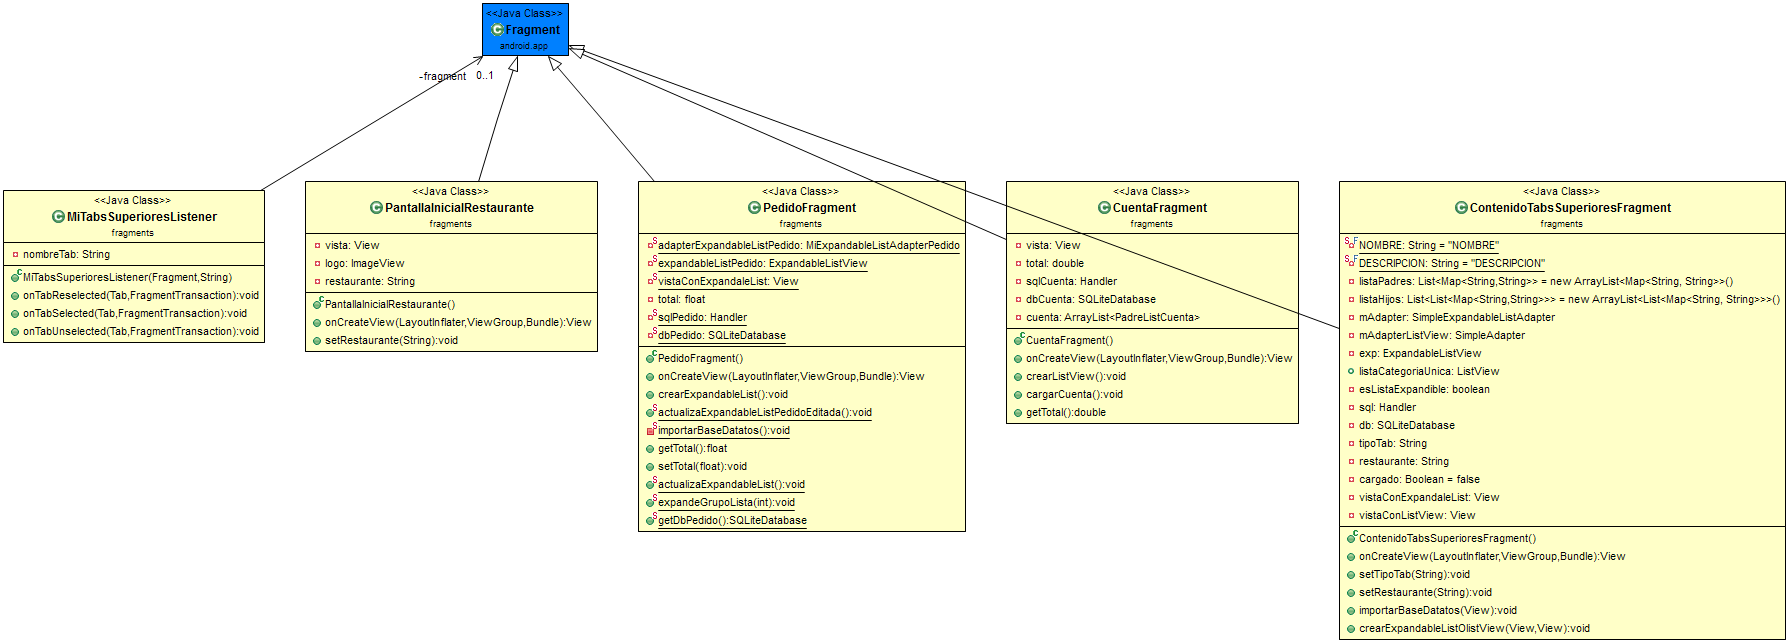 <<Java Class>>
Fragment
android.app
-fragment 0..1
<<Java Class>>
MiTabsSuperioresListener
fragments
nombreTab: String
MiTabsSuperioresListener(Fragment,String)
onTabReselected(Tab,FragmentTransaction):void
onTabSelected(Tab,FragmentTransaction):void
onTabUnselected(Tab,FragmentTransaction):void
<<Java Class>>
PantallaInicialRestaurante
fragments
vista: View
logo: ImageView
restaurante: String
PantallaInicialRestaurante()
onCreateView(LayoutInflater,ViewGroup,Bundle):View
setRestaurante(String):void
<<Java Class>>
PedidoFragment
fragments
adapterExpandableListPedido: MiExpandableListAdapterPedido
expandableListPedido: ExpandableListView
vistaConExpandaleList: View
total: float
sqlPedido: Handler
dbPedido: SQLiteDatabase
PedidoFragment()
onCreateView(LayoutInflater,ViewGroup,Bundle):View
crearExpandableList():void
actualizaExpandableListPedidoEditada():void
importarBaseDatatos():void
getTotal():float
setTotal(float):void
actualizaExpandableList():void
expandeGrupoLista(int):void
getDbPedido():SQLiteDatabase
<<Java Class>>
CuentaFragment
fragments
vista: View
total: double
sqlCuenta: Handler
dbCuenta: SQLiteDatabase
cuenta: ArrayList<PadreListCuenta>
CuentaFragment()
onCreateView(LayoutInflater,ViewGroup,Bundle):View
crearListView():void
cargarCuenta():void
getTotal():double
<<Java Class>>
ContenidoTabsSuperioresFragment
fragments
NOMBRE: String = "NOMBRE"
DESCRIPCION: String = "DESCRIPCION"
listaPadres: List<Map<String,String>> = new ArrayList<Map<String, String>>()
listaHijos: List<List<Map<String,String>>> = new ArrayList<List<Map<String, String>>>()
mAdapter: SimpleExpandableListAdapter
mAdapterListView: SimpleAdapter
exp: ExpandableListView
listaCategoriaUnica: ListView
esListaExpandible: boolean
sql: Handler
db: SQLiteDatabase
tipoTab: String
restaurante: String
cargado: Boolean = false
vistaConExpandaleList: View
vistaConListView: View
ContenidoTabsSuperioresFragment()
onCreateView(LayoutInflater,ViewGroup,Bundle):View
setTipoTab(String):void
setRestaurante(String):void
importarBaseDatatos(View):void
crearExpandableListOlistView(View,View):void